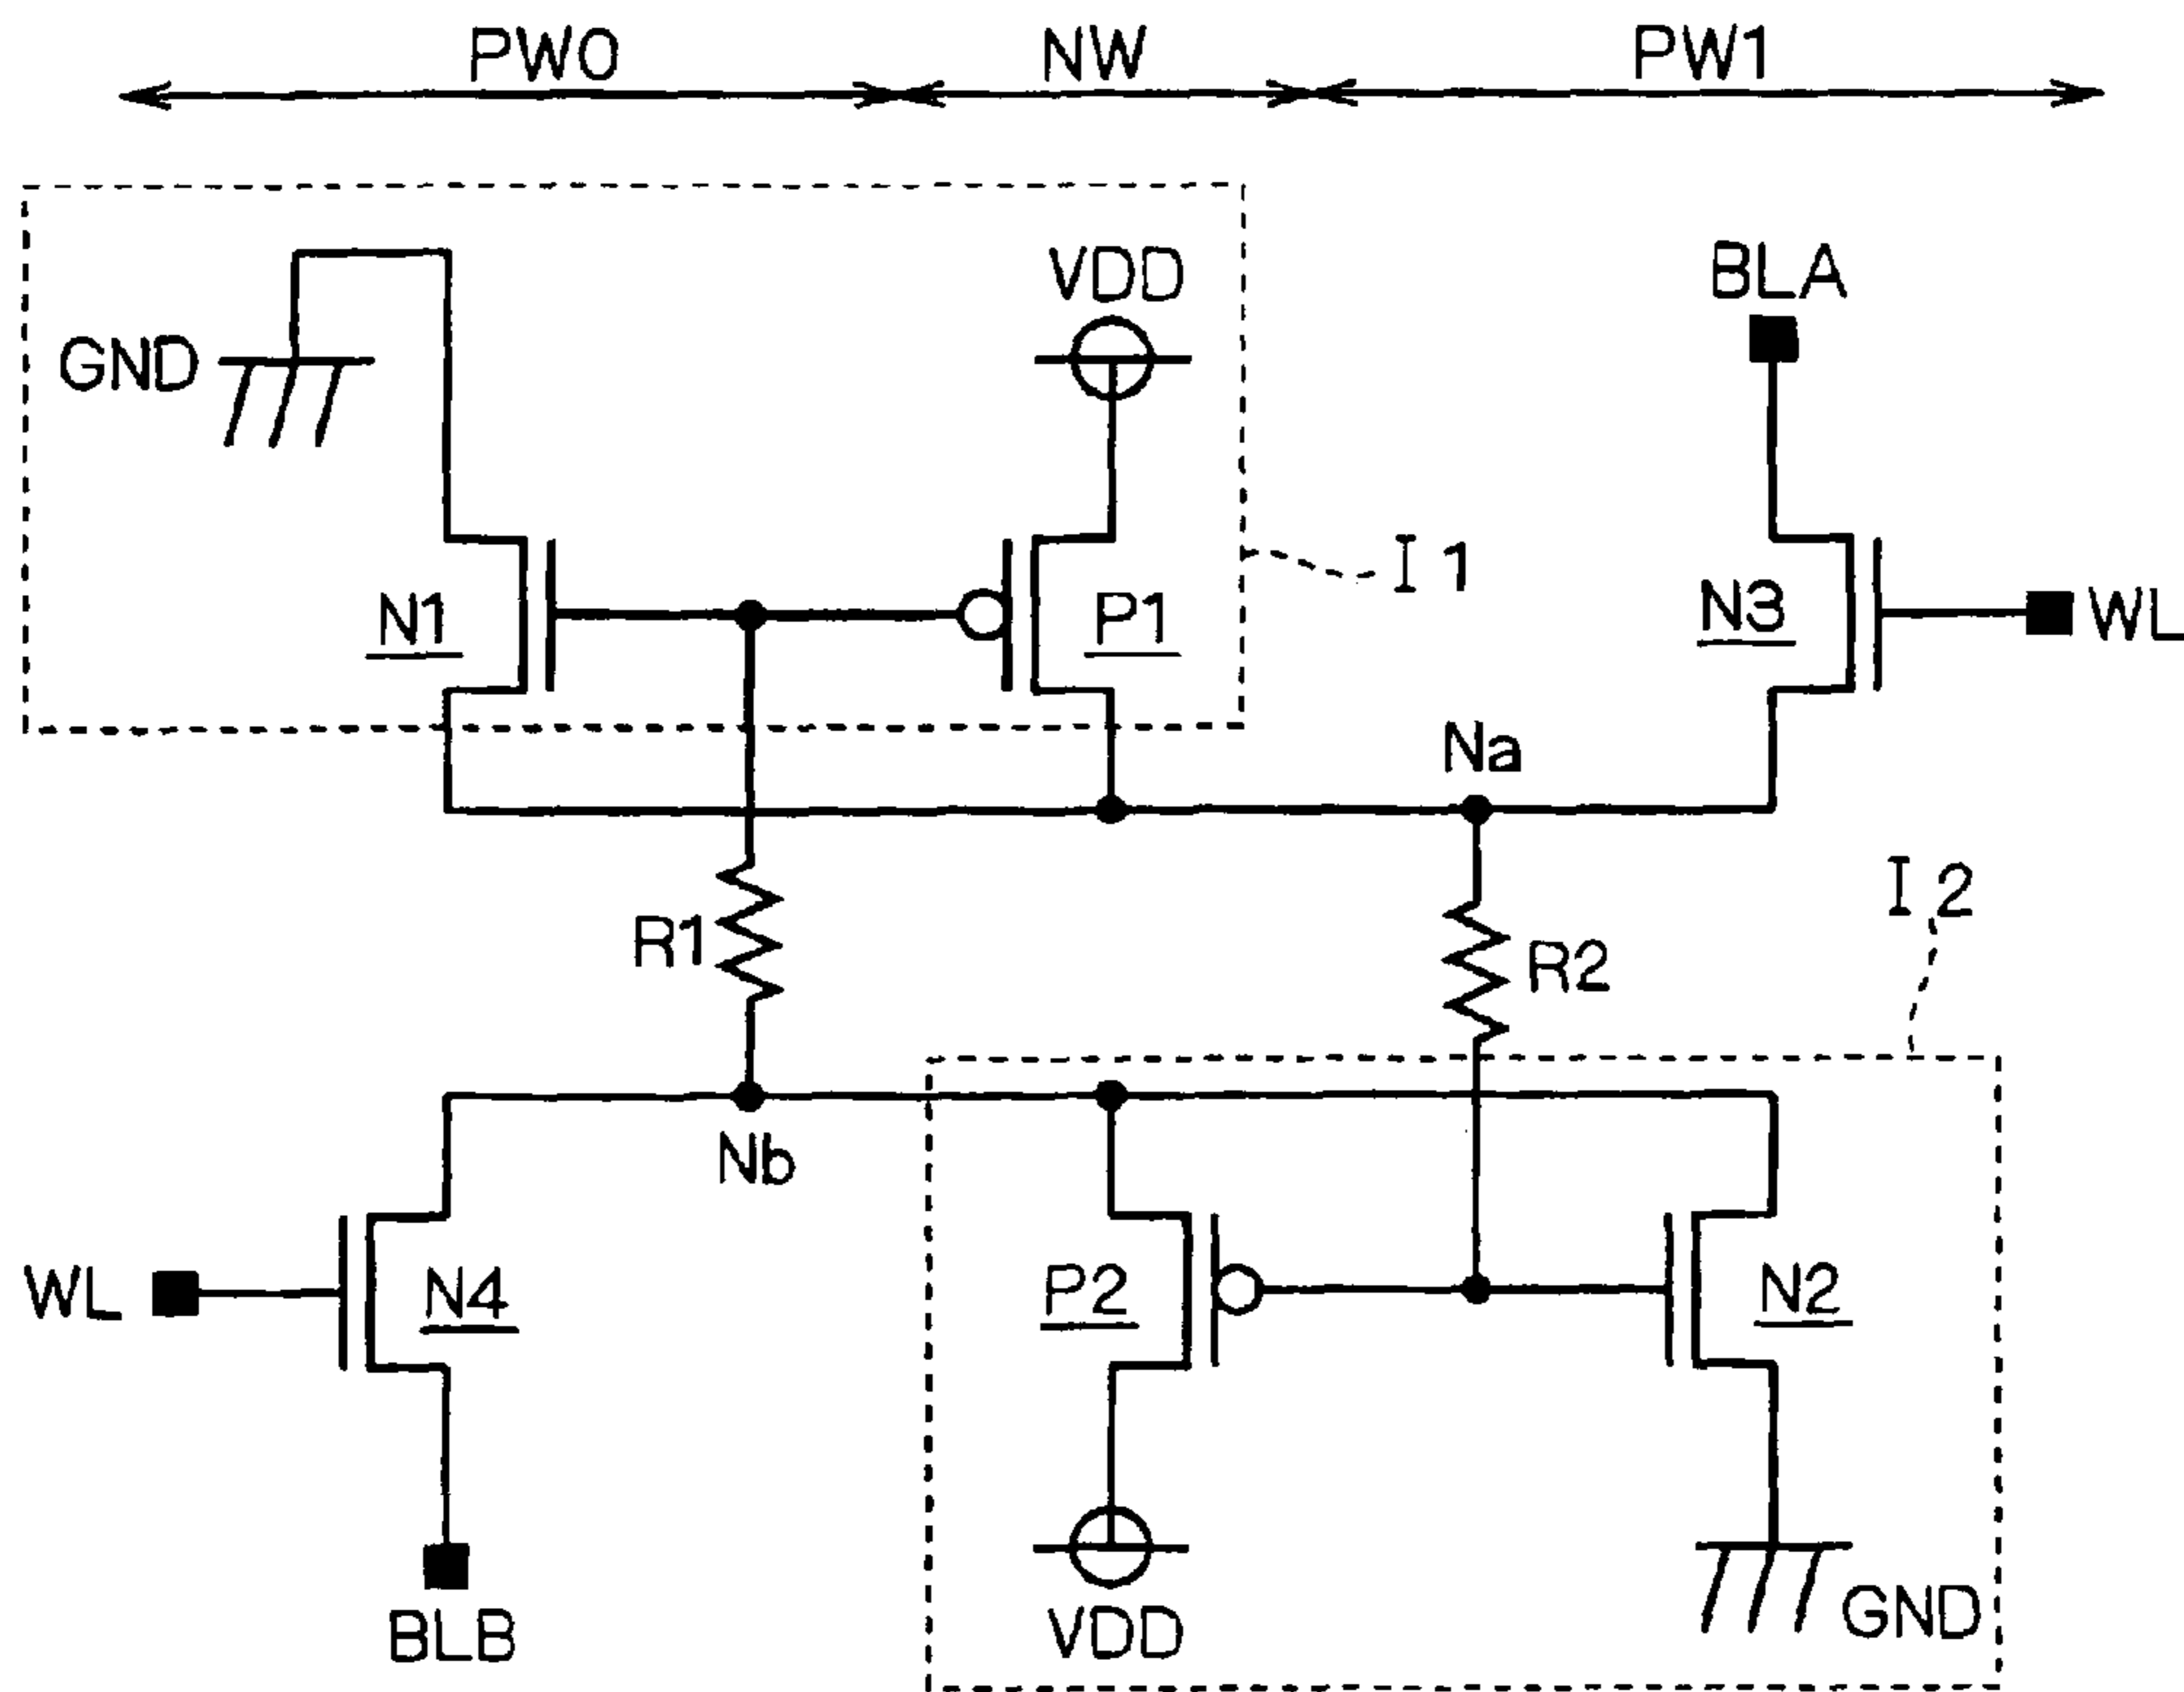 PW0 NW PW1
VDD
BLA
GND
I1
N1
P1
N3
WL
Na
I2
R1
R2
Nb
WL
N4
P2
N2
BLB
VDD
GND